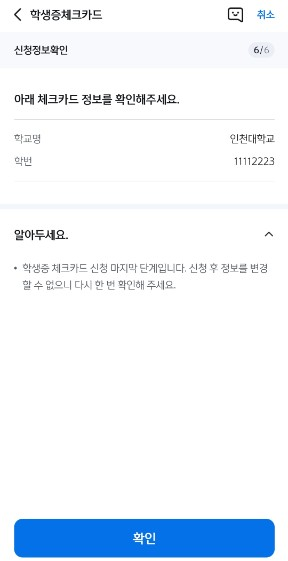 학생증체크카드
취소
신청정보확인
6/6
아래 체크카드 정보를 확인해주세요.
학교명 인천대학교
학번 11112223
알아두세요.
• 학생증 체크카드 신청 마지막 단계입니다. 신청 후 정보를 변경
할 수 없으니 다시 한 번 확인해 주세요.
확인